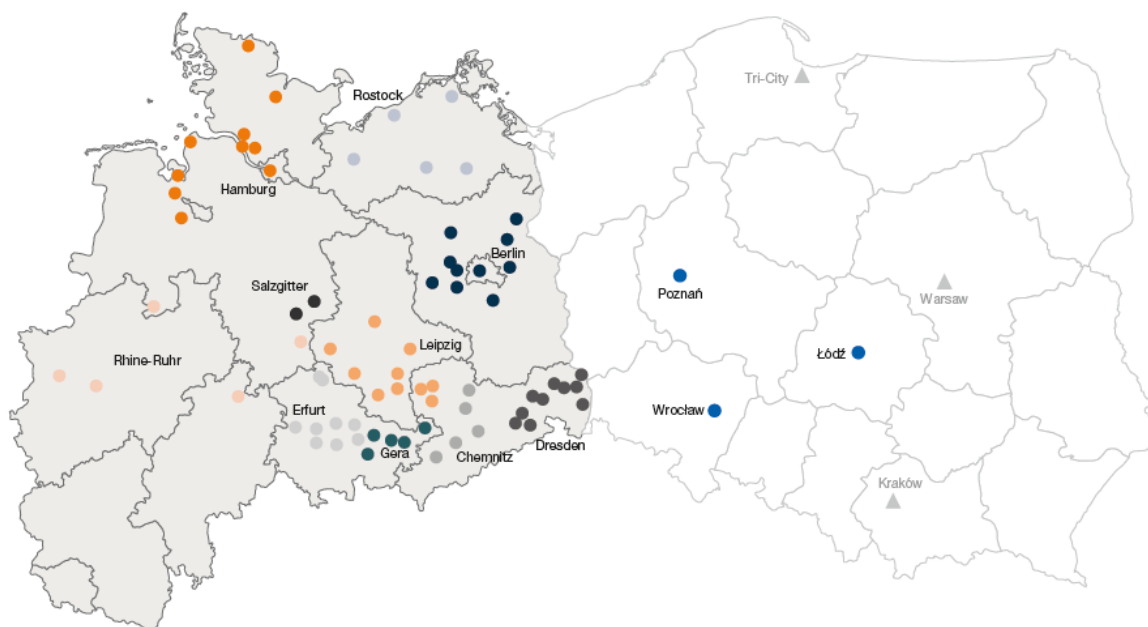 Tri-City
Rostock
Hamburg
Berlin
Salzgitter
Poznań
Warsaw
Leipzig
Rhine-Ruhr
Łódź
Erfurt
Wrocław
Dresden
Gera
Chemnitz
Kraków